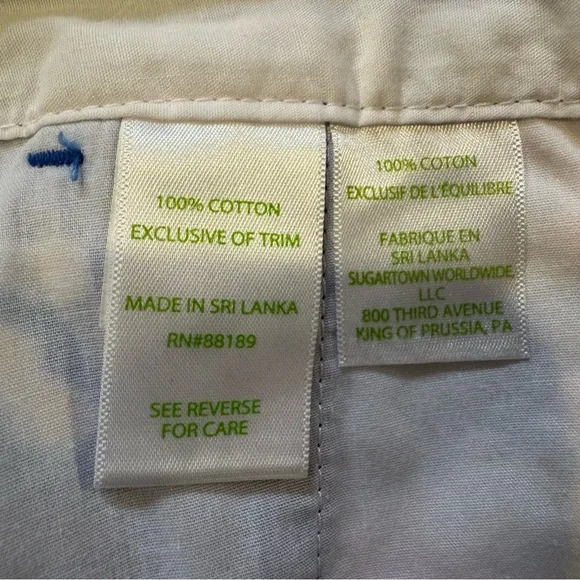 100% COTTON
EXCLUSIVE OF TRIM
MADE IN SRI LANKA
RN#88189
SEE REVERSE
FOR CARE
100% COTON
EXCLUSIF DE L'ÉQUILIBRE
FABRIQUE EN
SRI LANKA
SUGARTOWN WORLDWIDE
LLC
800 THIRD AVENUE
KING OF PRUSSIA, PA